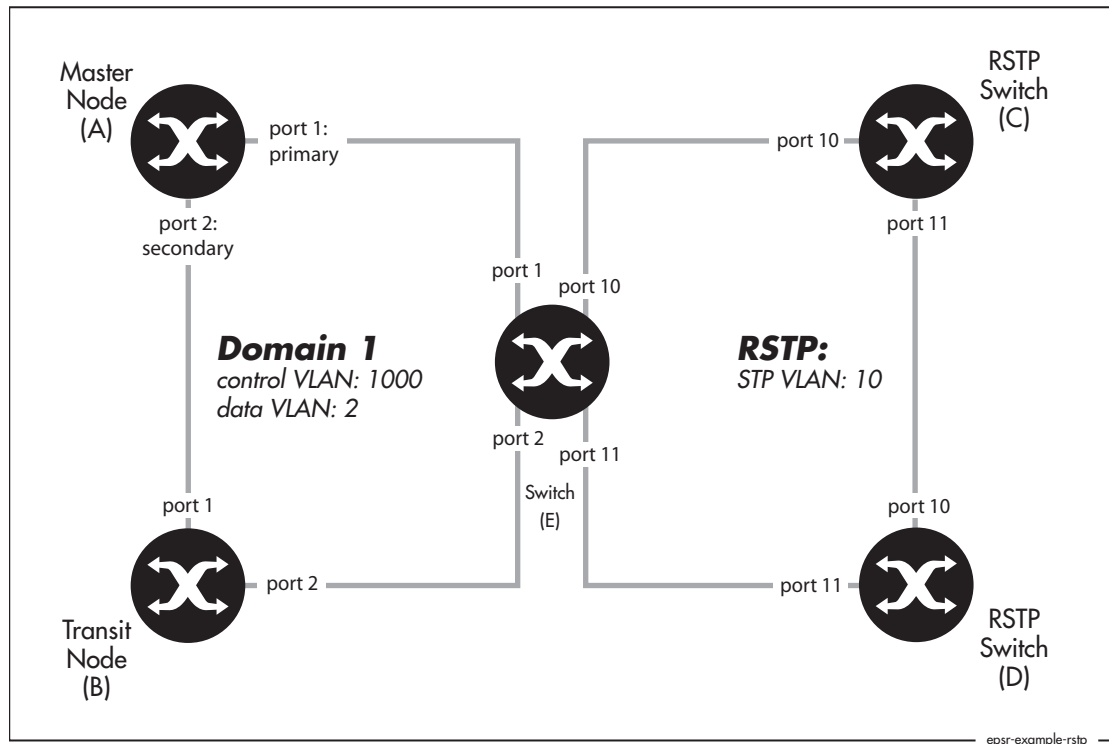 Master
Node
(A)
port 1:
primary
port 2:
secondary
port 10
RSTP
Switch
(C)
port 11
port 1
port 10
Domain 1
control VLAN: 1000
data VLAN: 2
RSTP:
STP VLAN: 10
port 2
port 11
Switch
(E)
port 1
port 2
Transit
Node
(B)
port 10
port 11
RSTP
Switch
(D)
epsr-example-rstp